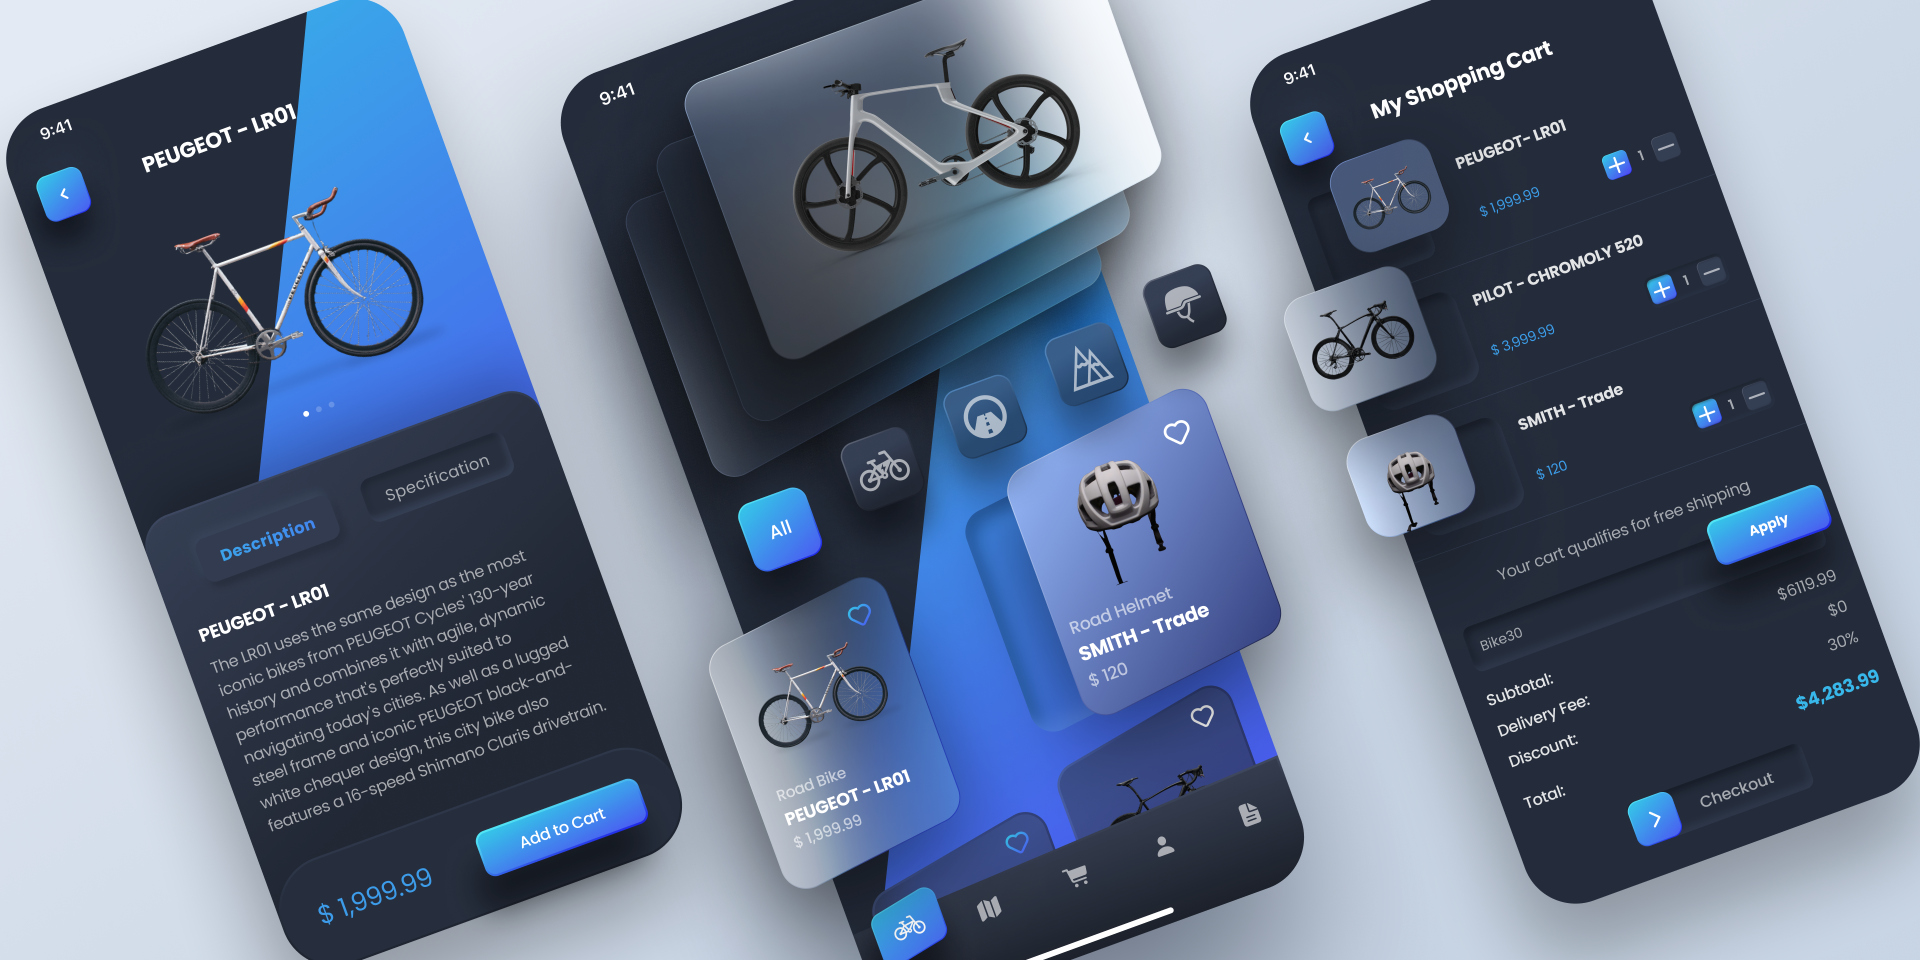 9:41
PEUGEOT - LR01
Description
Specification
PEUGEOT - LR01
The LR01 uses the same design as the most
iconic bikes from PEUGEOT Cycles' 130-year
history and combines it with agile, dynamic
performance that's perfectly suited to
navigating today's cities. As well as a lugged
steel frame and iconic PEUGEOT black-and-
white chequer design, this city bike also
features a 16-speed Shimano Claris drivetrain.
$ 1,999.99
Add to Cart
9:41
All
Road Helmet
SMITH - Trade
$ 120
Road Bike
PEUGEOT - LR01
$ 1,999.99
9:41
My Shopping Cart
PEUGEOT- LR01
$ 1,999.99
1
PILOT - CHROMOLY 520
$ 3,999.99
1
SMITH - Trade
$ 120
1
Your cart qualifies for free shipping
Bike30
Apply
Subtotal:
$6119.99
Delivery Fee:
$0
Discount:
30%
Total:
$4,283.99
Checkout